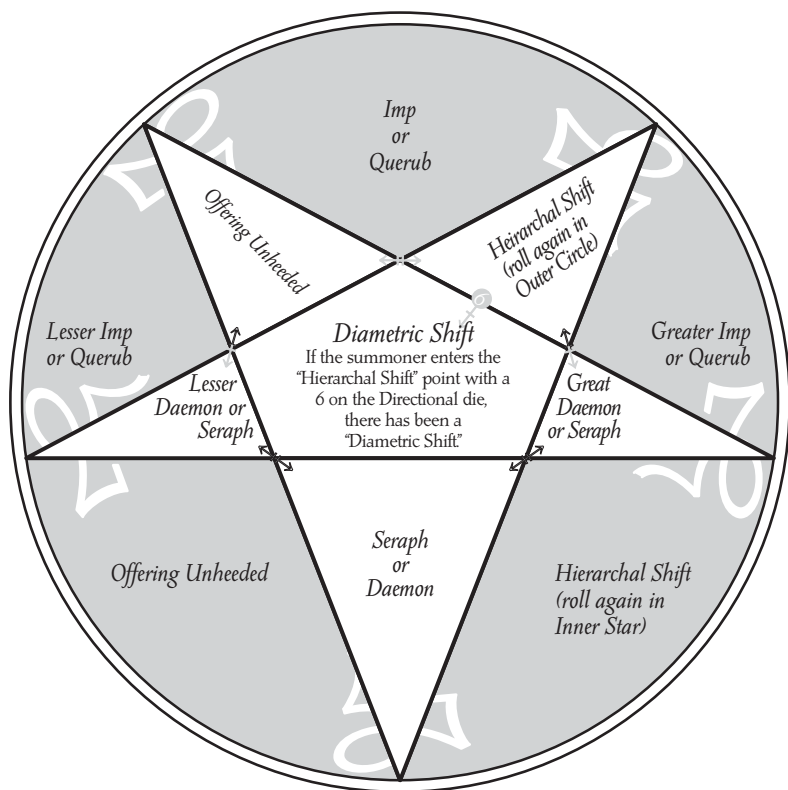 Imp
or
Querub
Offering Unheeded
Heirarchal Shift
(roll again in
Outer Circle)
6
Lesser Imp
or Querub
Diametric Shift
If the summoner enters the
“Hierarchal Shift” point with a
6 on the Directional die,
there has been a
“Diametric Shift.”
Greater Imp
or Querub
Lesser
Daemon or
Seraph
Great
Daemon
or Seraph
Offering Unheeded
Seraph
or
Daemon
Hierarchal Shift
(roll again in
Inner Star)